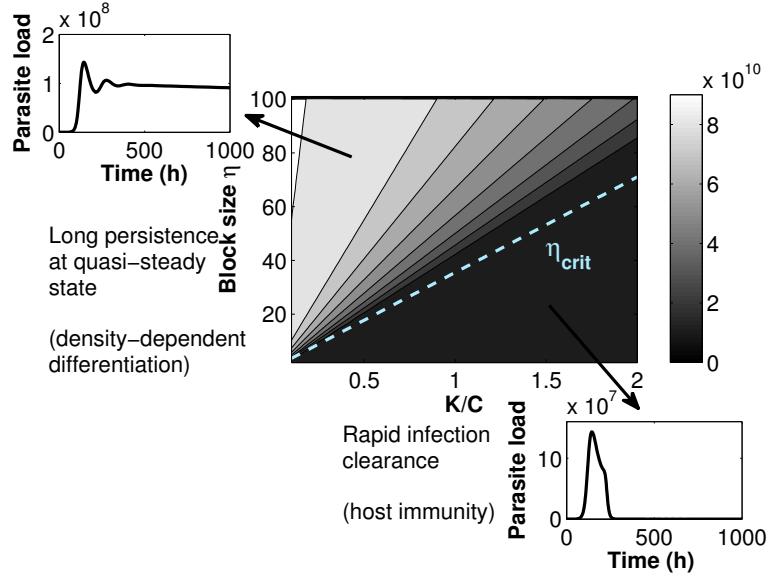 x 10^8
2
1
0
Parasite load
0 500 1000
Time (h)
Long persistence
at quasi−steady
state
(density−dependent
differentiation)
100
80
60
40
20
Block size η
η_crit
0.5 1 1.5 2
K/C
x 10^10
8
6
4
2
0
Rapid infection
clearance
(host immunity)
x 10^7
10
0
Parasite load
0 500 1000
Time (h)